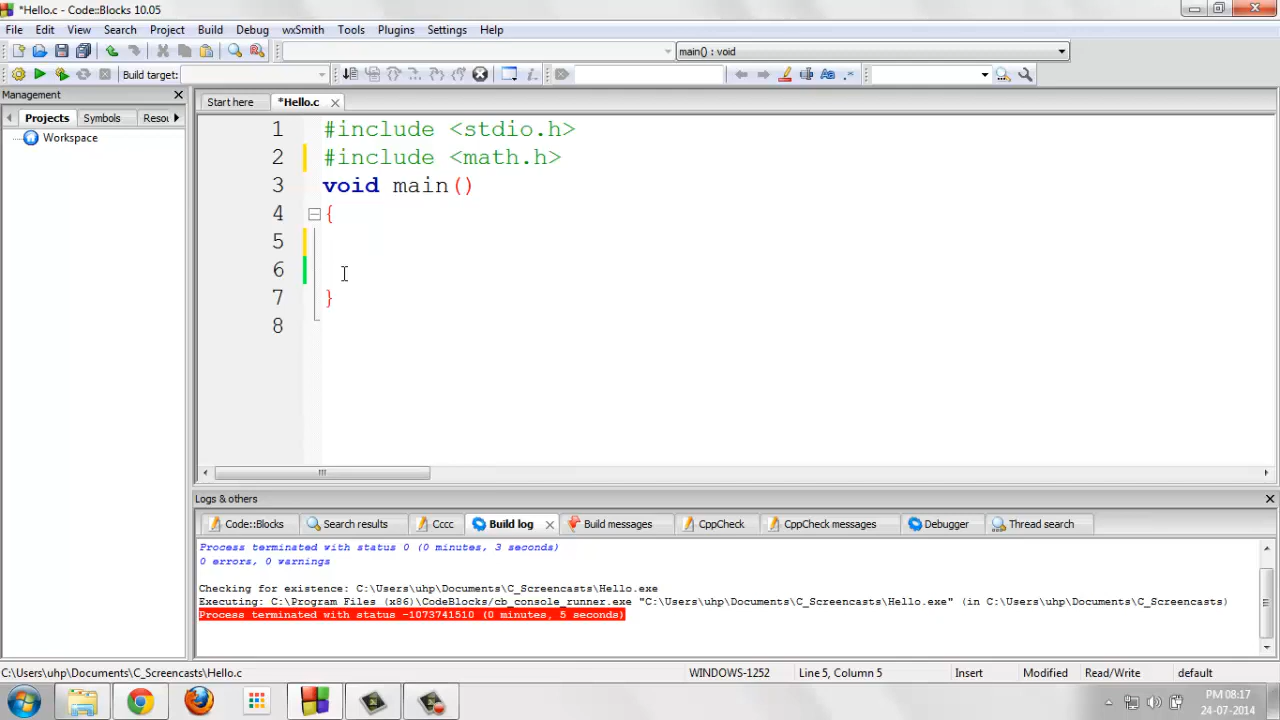 *Hello.c - Code::Blocks 10.05
File Edit View Search Project Build Debug wxSmith Tools Plugins Settings Help
main() : void
Build target:
Management
Start here *Hello.c
Projects Symbols Resou
Workspace
1 #include <stdio.h>
2 #include <math.h>
3 void main()
4 {
5
6
7 }
8
Logs & others
Code::Blocks Search results Cccc Build log Build messages CppCheck CppCheck messages Debugger Thread search
Process terminated with status 0 (0 minutes, 3 seconds)
0 errors, 0 warnings
Checking for existence: C:\Users\uhp\Documents\C_Screencasts\Hello.exe
Executing: C:\Program Files (x86)\CodeBlocks/cb_console_runner.exe "C:\Users\uhp\Documents\C_Screencasts\Hello.exe" (in C:\Users\uhp\Documents\C_Screencasts)
Process terminated with status -1073741510 (0 minutes, 5 seconds)
C:\Users\uhp\Documents\C_Screencasts\Hello.c WINDOWS-1252 Line 5, Column 5 Insert Modified Read/Write default
PM 08:17
24-07-2014